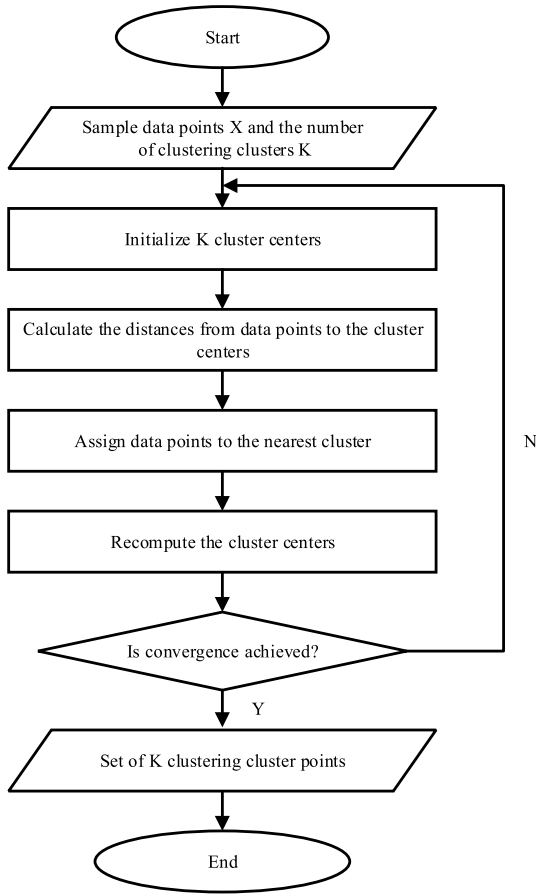 Start
Sample data points X and the number
of clustering clusters K
Initialize K cluster centers
Calculate the distances from data points to the cluster
centers
Assign data points to the nearest cluster
N
Recompute the cluster centers
Is convergence achieved?
Y
Set of K clustering cluster points
End